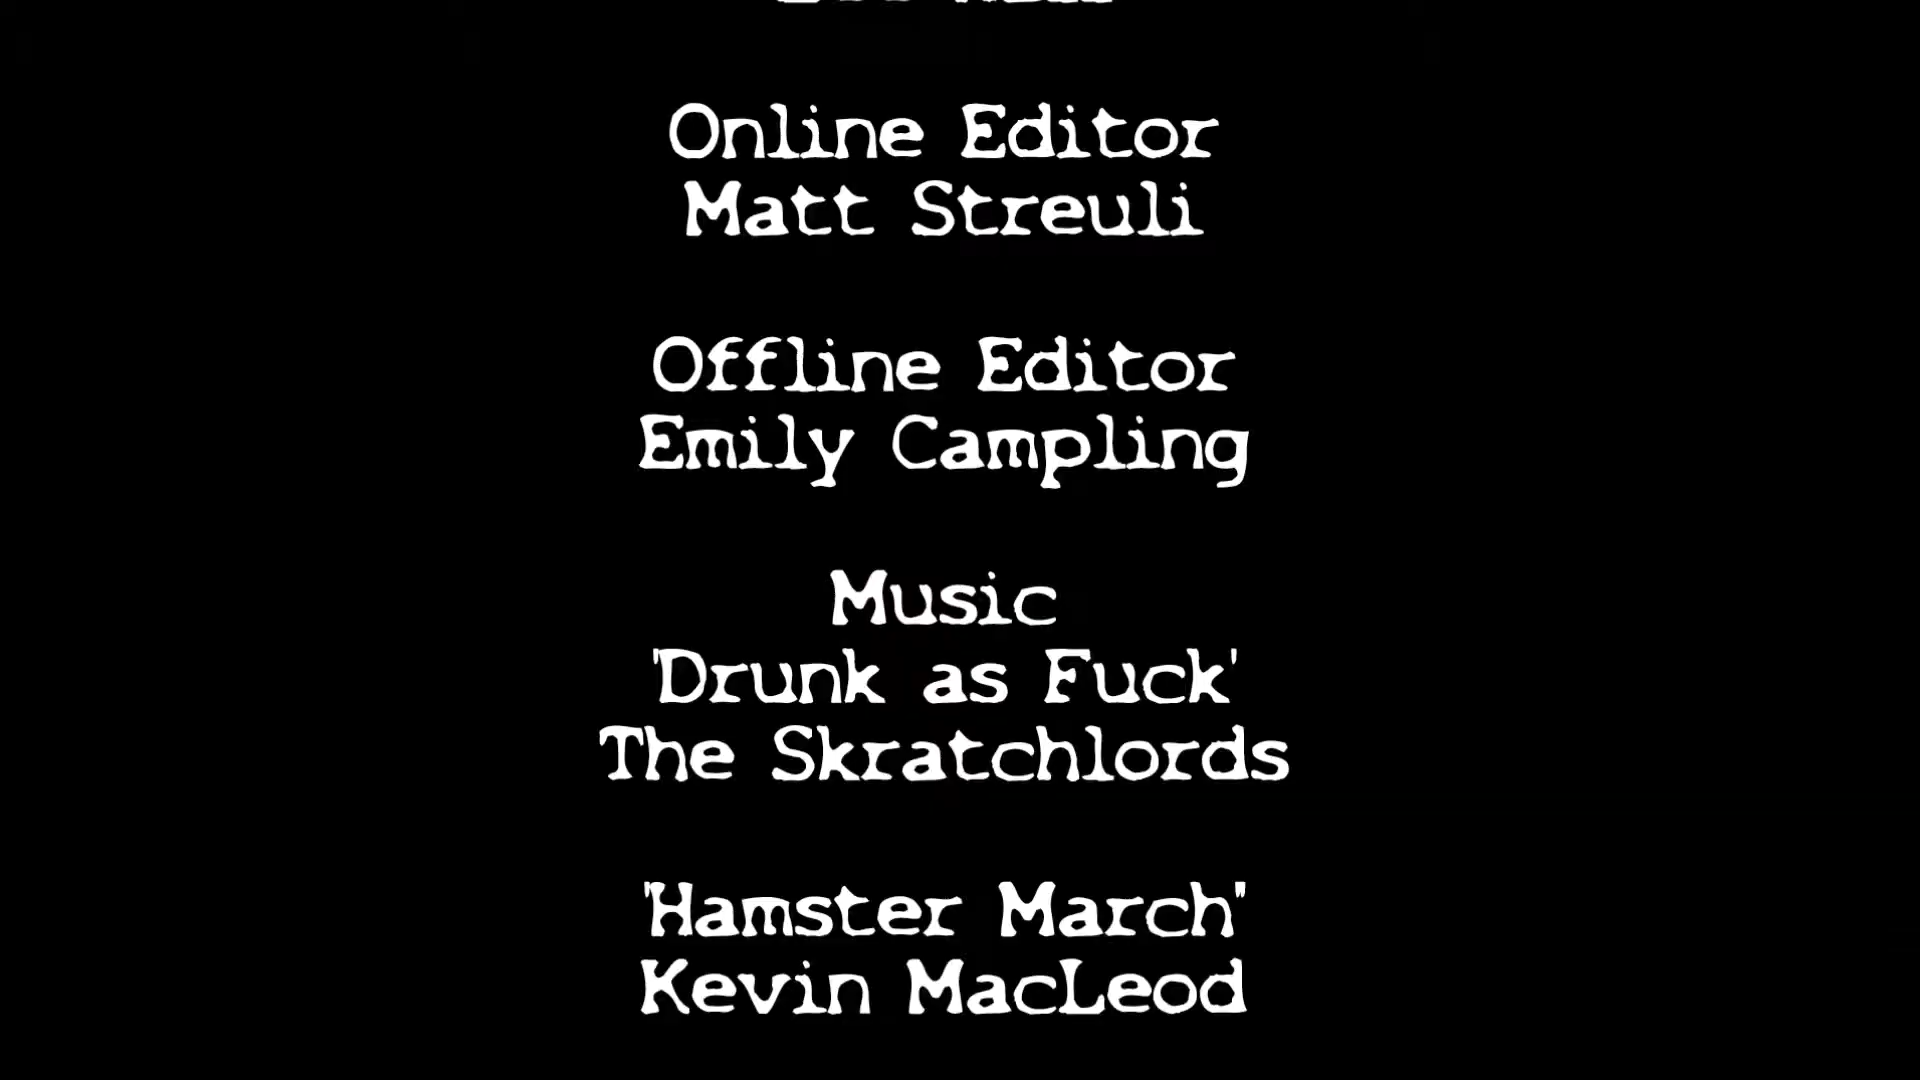 Online Editor
Matt Streuli
Offline Editor
Emily Campling
Music
'Drunk as Fuck'
The Skratchlords
'Hamster March"
Kevin MacLeod